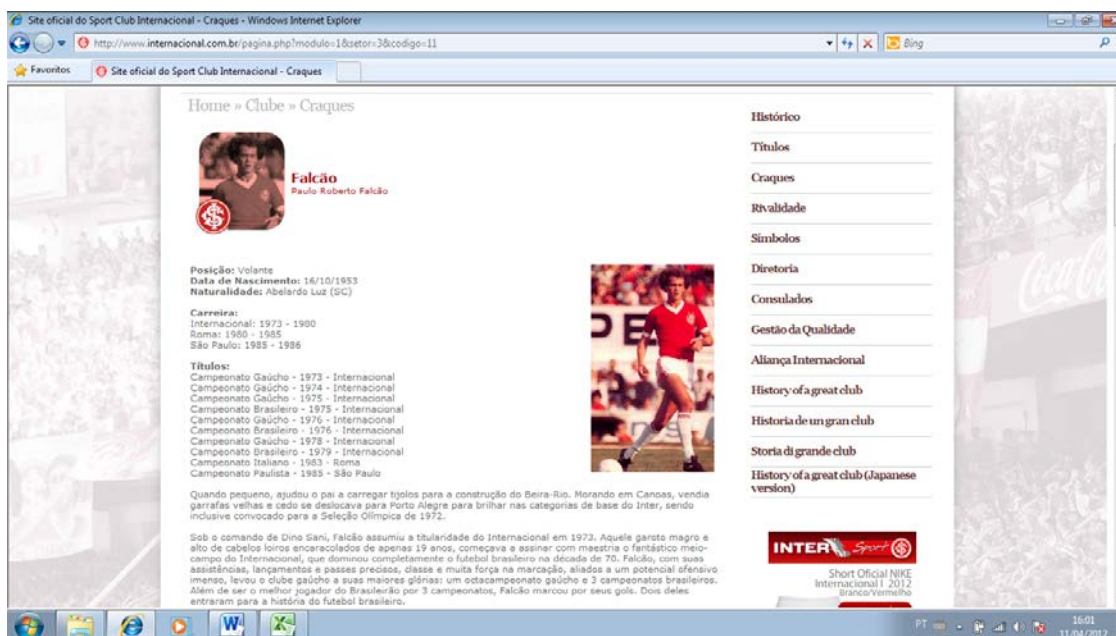 Site oficial do Sport Club Internacional - Craques - Windows Internet Explorer
http://www.internacional.com.br/pagina.php?modulo=1&setor=3&codigo=11
Bing
Favoritos
Site oficial do Sport Club Internacional - Craques
Home » Clube » Craques
Falcão
Paulo Roberto Falcão
Posição: Volante
Data de Nascimento: 16/10/1953
Naturalidade: Abelardo Luz (SC)
Carreira:
Internacional: 1973 - 1980
Roma: 1980 - 1985
São Paulo: 1985 - 1986
Títulos:
Campeonato Gaúcho - 1973 - Internacional
Campeonato Gaúcho - 1974 - Internacional
Campeonato Gaúcho - 1975 - Internacional
Campeonato Brasileiro - 1975 - Internacional
Campeonato Gaúcho - 1976 - Internacional
Campeonato Brasileiro - 1976 - Internacional
Campeonato Gaúcho - 1978 - Internacional
Campeonato Brasileiro - 1979 - Internacional
Campeonato Italiano - 1983 - Roma
Campeonato Paulista - 1985 - São Paulo
Quando pequeno, ajudou o pai a carregar tijolos para a construção do Beira-Rio. Morando em Canoas, vendia
garrafas velhas e cedo se deslocava para Porto Alegre para brilhar nas categorias de base do Inter, sendo
inclusive convocado para a Seleção Olímpica de 1972.
Sob o comando de Dino Sani, Falcão assumiu a titularidade do Internacional em 1973. Aquele garoto magro e
alto de cabelos loiros encaracolados de apenas 19 anos, começava a assinar com maestria o fantástico meio-
campo do Internacional, que dominou completamente o futebol brasileiro na década de 70. Falcão, com suas
assistências, lançamentos e passes precisos, classe e muita força na marcação, aliados a um potencial ofensivo
imenso, levou o clube gaúcho a suas maiores glórias: um octacampeonato gaúcho e 3 campeonatos brasileiros.
Além de ser o melhor jogador do Brasileirão por 3 campeonatos, Falcão marcou por seus gols. Dois deles
entraram para a história do futebol brasileiro.
Histórico
Títulos
Craques
Rivalidade
Símbolos
Diretoria
Consulados
Gestão da Qualidade
Aliança Internacional
History of a great club
Historia de un gran club
Storia di grande club
History of a great club (Japanese
version)
INTER Sport
Short Oficial NIKE
Internacional I 2012
Branco/Vermelho
PT
16:01
11/04/2012